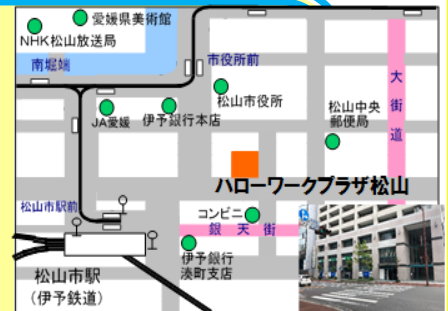 愛媛県美術館
NHK松山放送局
南堀端
市役所前
大街道
松山市役所
松山中央
郵便局
JA愛媛
伊予銀行本店
ハローワークプラザ松山
松山市駅前
コンビニ
銀天街
伊予銀行
湊町支店
松山市駅
（伊予鉄道）